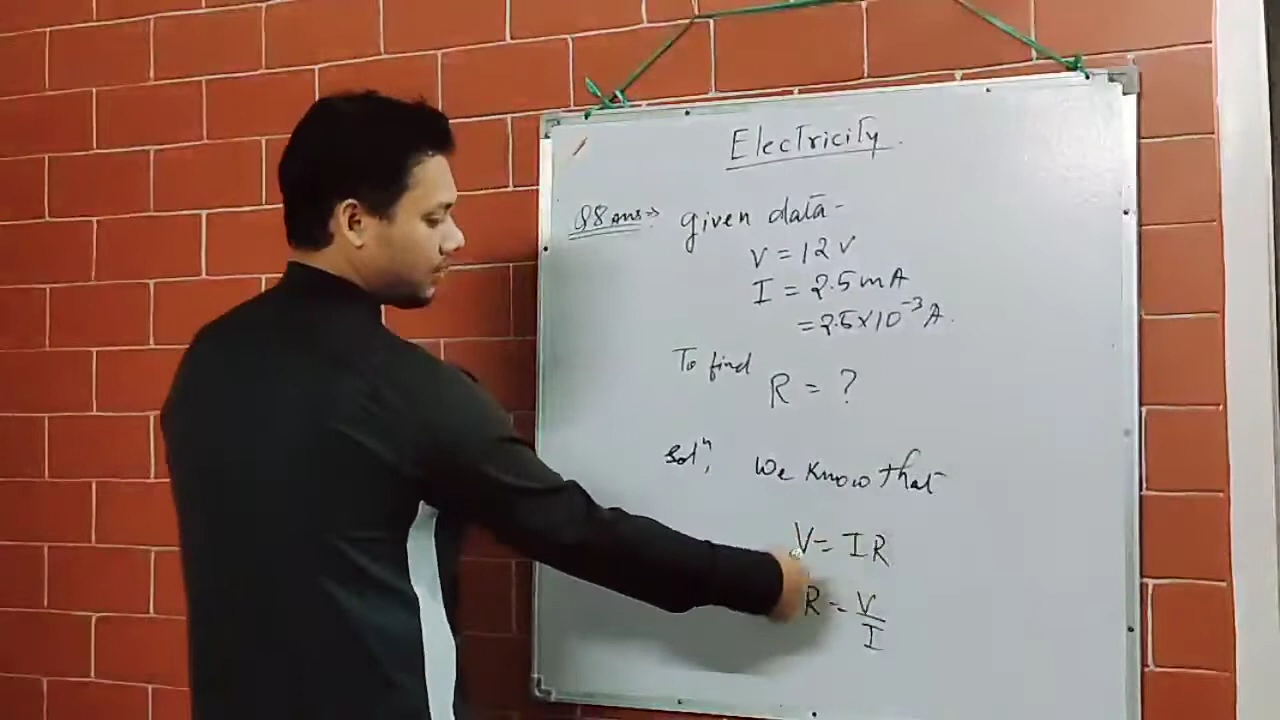 Electricity.
Q8 ans⇒ given data-
V = 12 V
I = 2.5 mA
= 2.5×10⁻³ A.
To find
R = ?
Solⁿ, We know that
V = IR
R = V/I